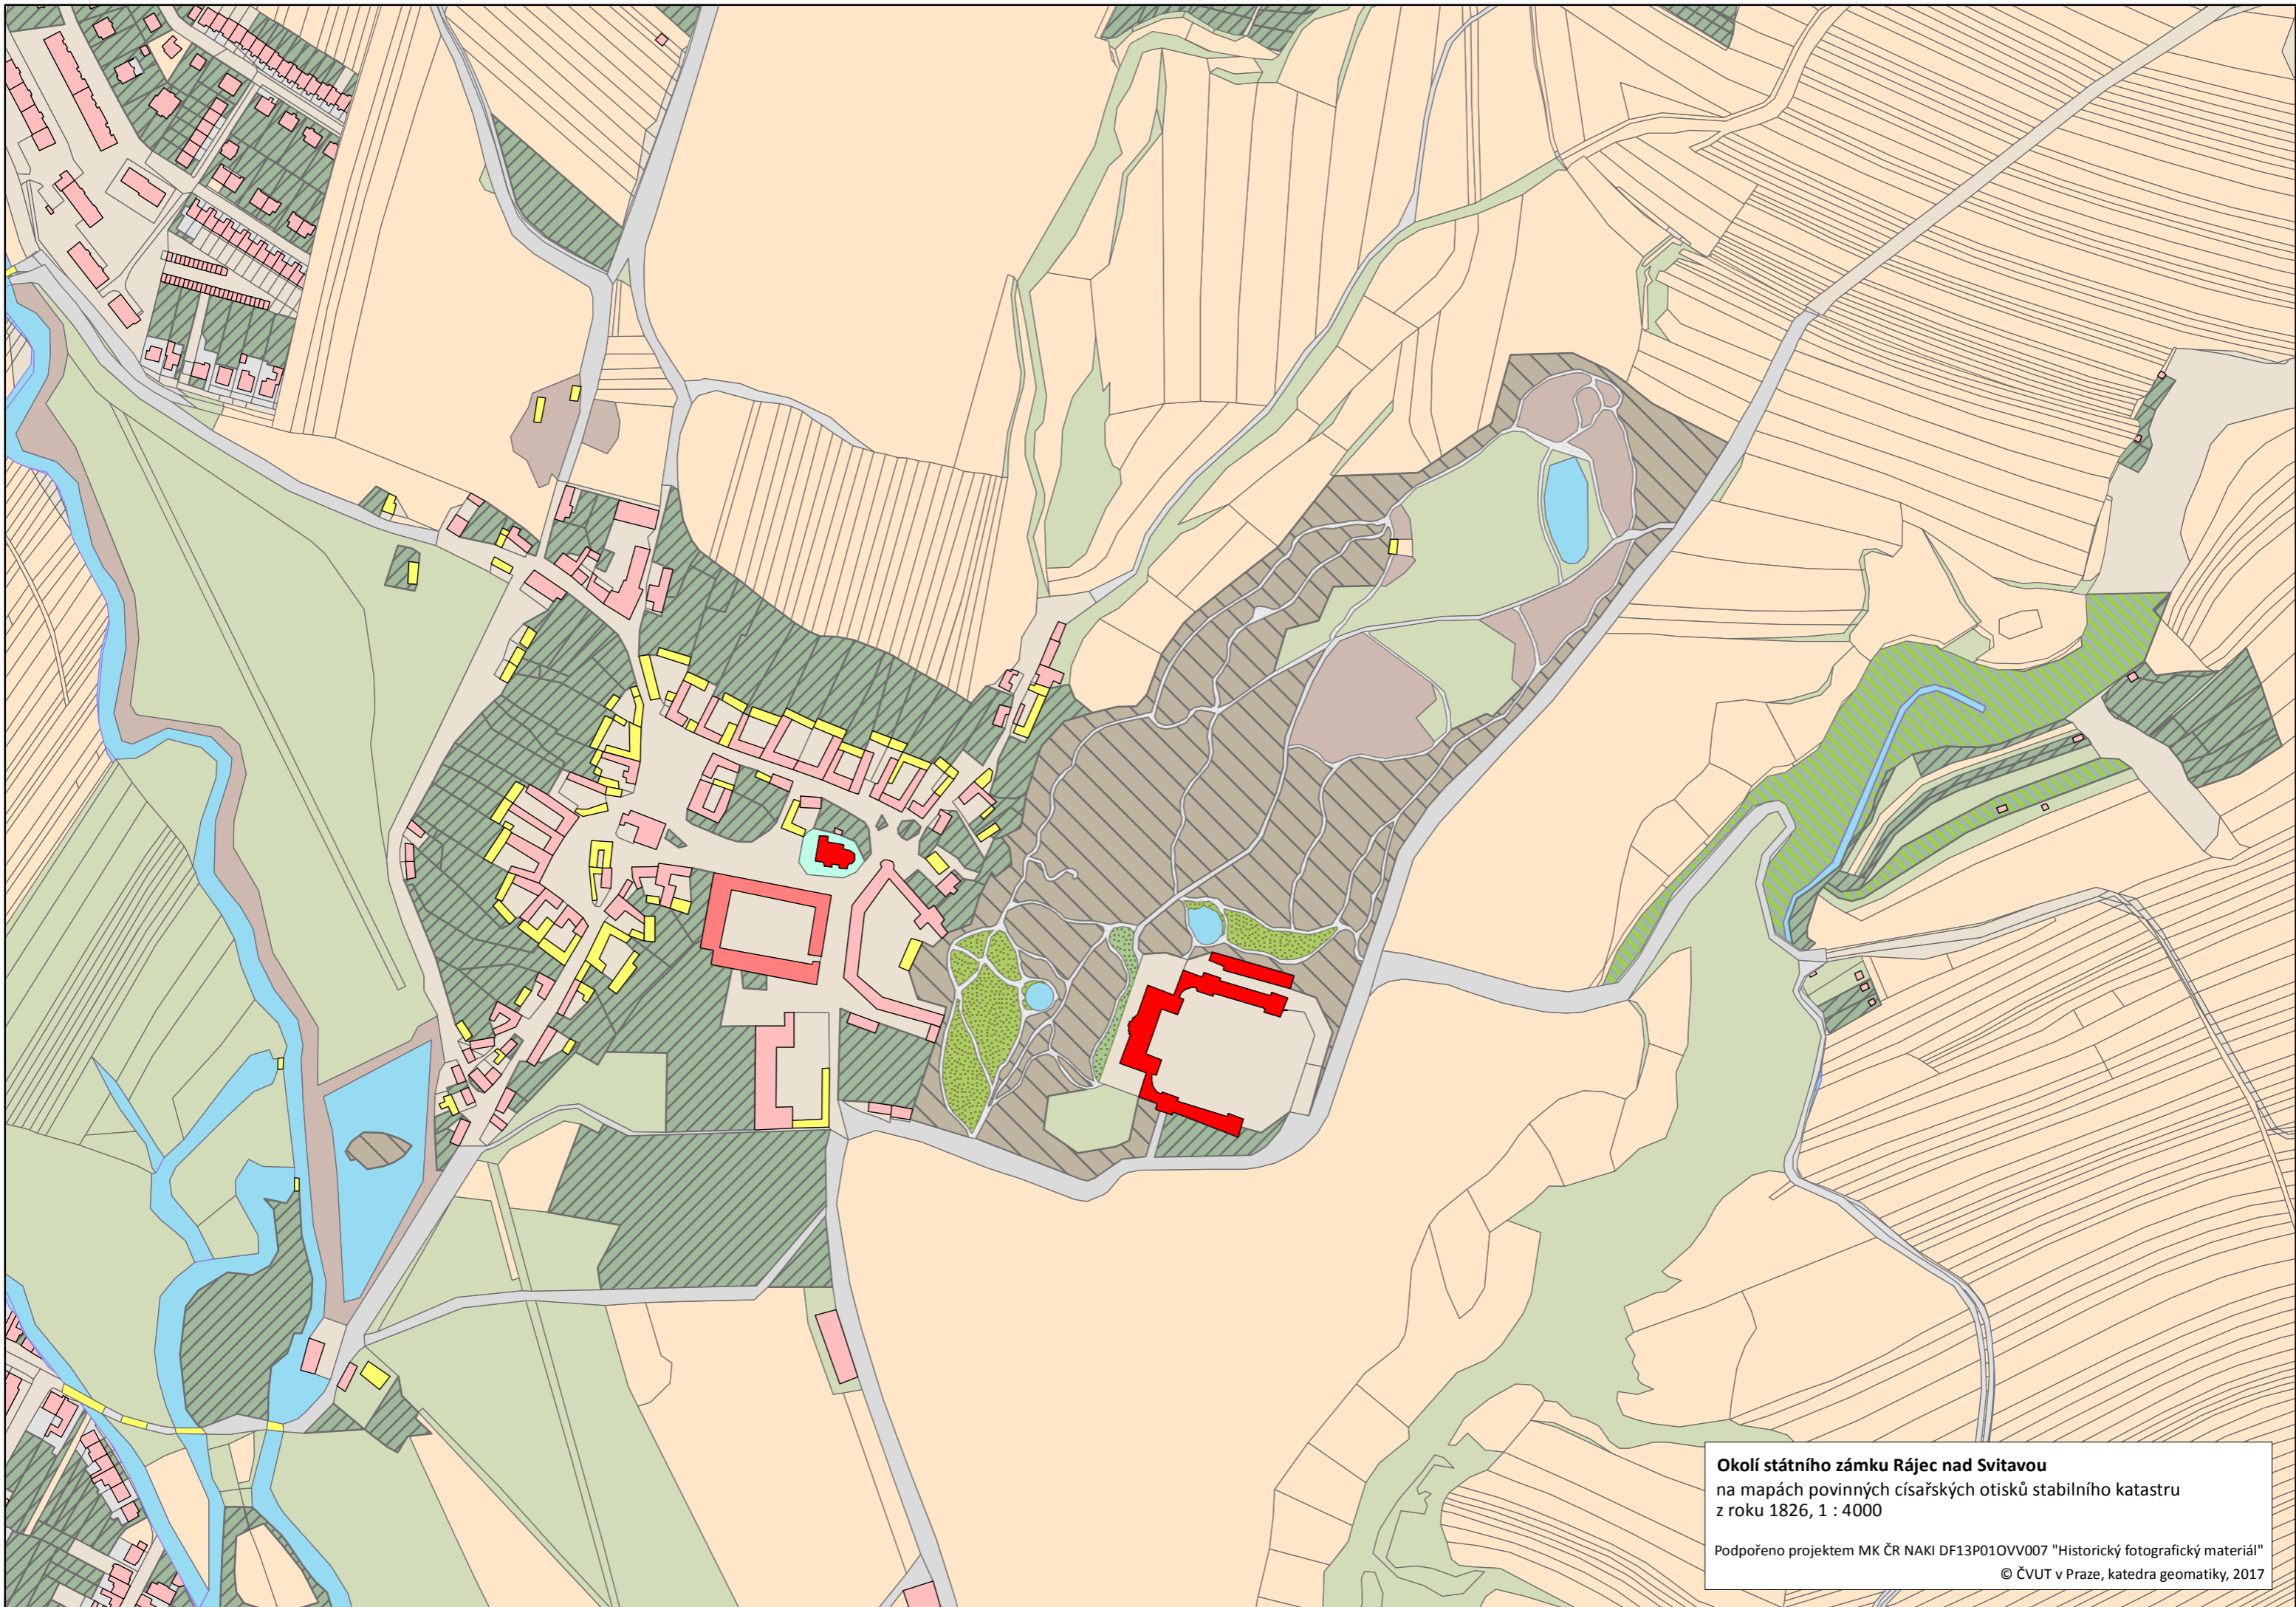 Okolí státního zámku Rájec nad Svitavou
na mapách povinných císařských otisků stabilního katastru
z roku 1826, 1 : 4000
Podpořeno projektem MK ČR NAKI DF13P01OVV007 "Historický fotografický materiál"
© ČVUT v Praze, katedra geomatiky, 2017